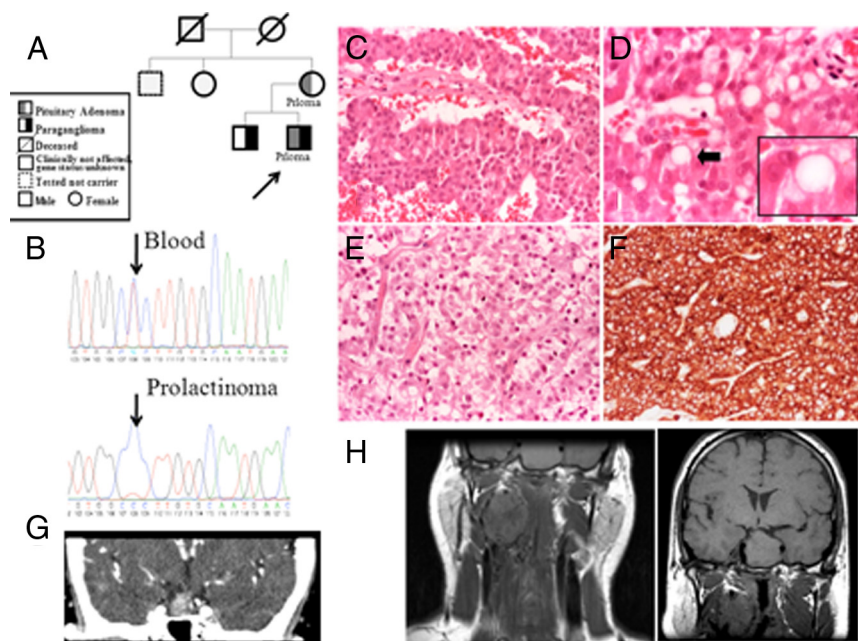 A
Prloma
Prloma
Pituitary Adenoma
Paraganglioma
Deceased
Clinically not affected,
gene status unknown
Tested not carrier
Male Female
B
Blood
Prolactinoma
C
D
E
F
G
H